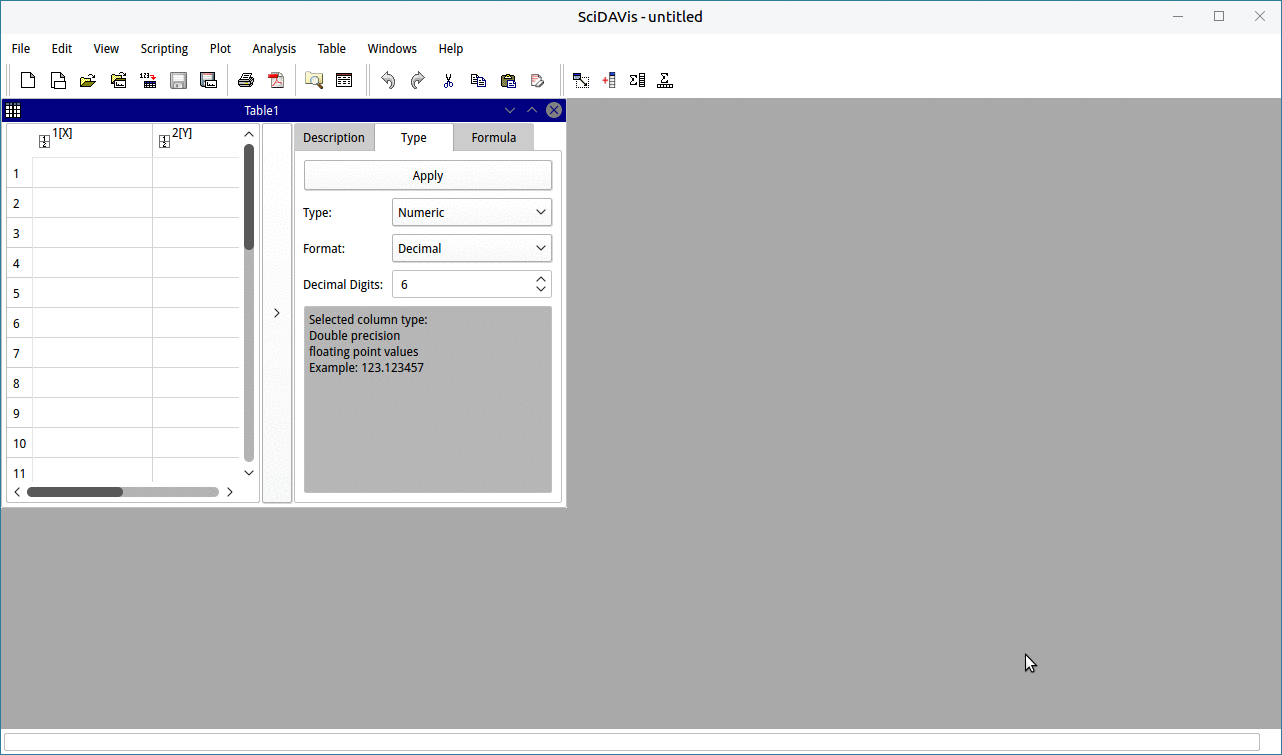 SciDAVis - untitled
File Edit View Scripting Plot Analysis Table Windows Help
Table1
1[X] 2[Y]
1
2
3
4
5
6
7
8
9
10
11
Description Type Formula
Apply
Type: Numeric
Format: Decimal
Decimal Digits: 6
Selected column type:
Double precision
floating point values
Example: 123.123457